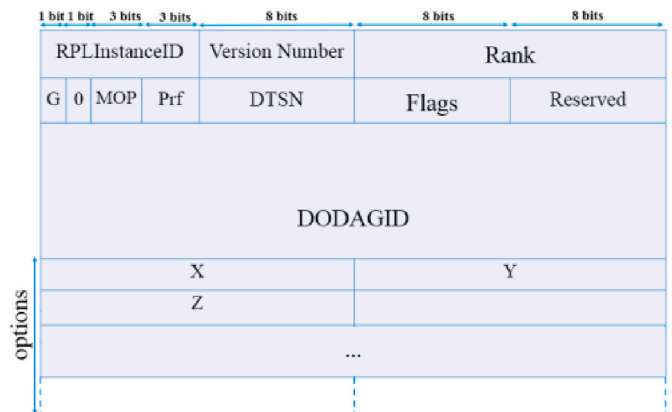 1 bit 1 bit 3 bits 3 bits 8 bits 8 bits 8 bits
RPLInstanceID Version Number Rank
G 0 MOP Prf DTSN Flags Reserved
DODAGID
X Y
Z
...
options